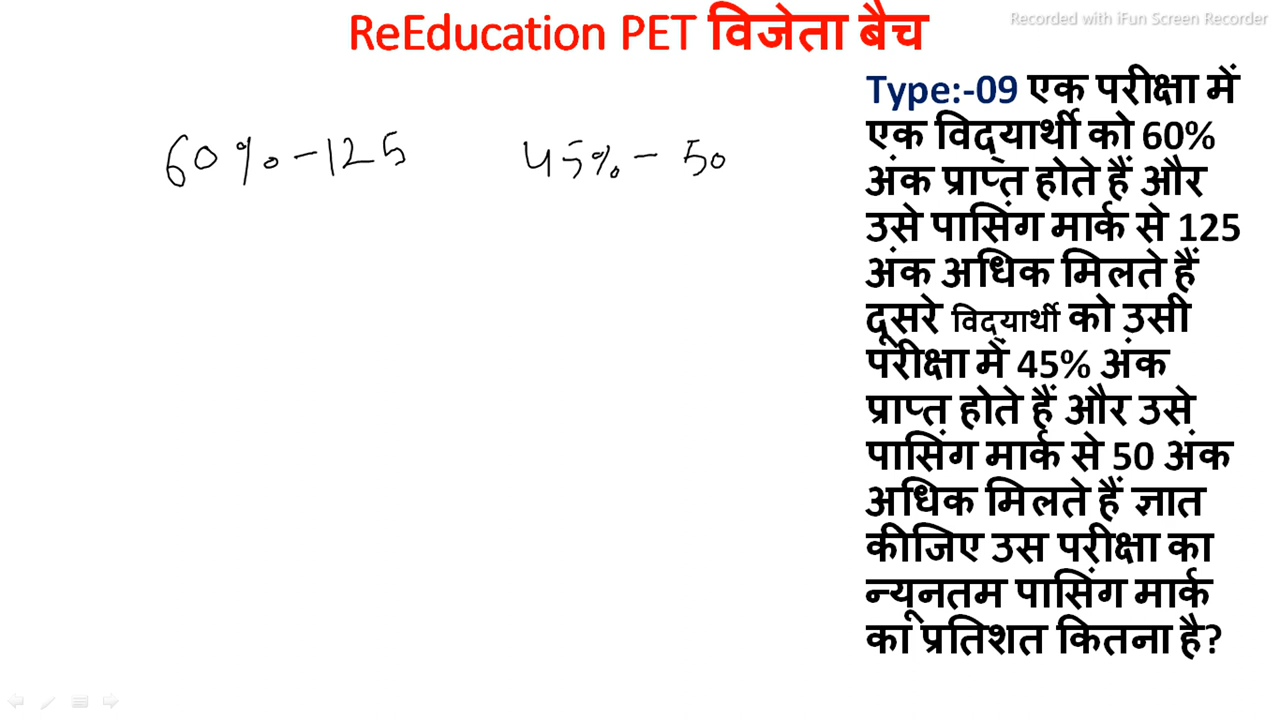 ReEducation PET विजेता बैच
Recorded with iFun Screen Recorder
60% - 125
45% - 50
Type:-09 एक परीक्षा में
एक विद्यार्थी को 60%
अंक प्राप्त होते हैं और
उसे पासिंग मार्क से 125
अंक अधिक मिलते हैं
दूसरे विद्यार्थी को उसी
परीक्षा में 45% अंक
प्राप्त होते हैं और उसे
पासिंग मार्क से 50 अंक
अधिक मिलते हैं ज्ञात
कीजिए उस परीक्षा का
न्यूनतम पासिंग मार्क
का प्रतिशत कितना है?